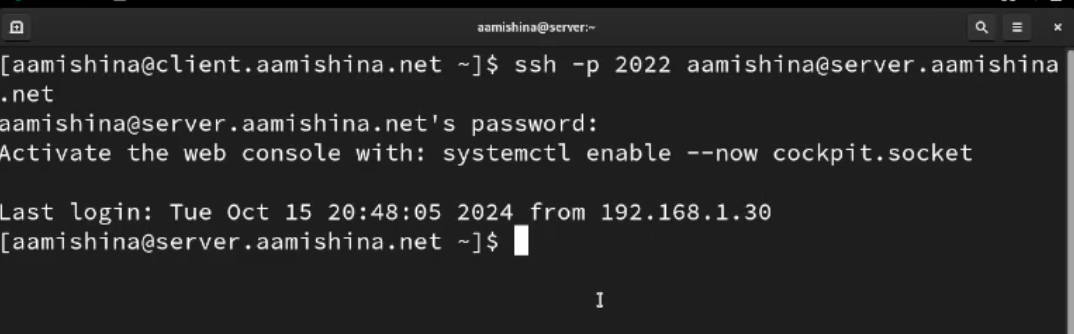 aamishina@server:~
[aamishina@client.aamishina.net ~]$ ssh -p 2022 aamishina@server.aamishina
.net
aamishina@server.aamishina.net's password:
Activate the web console with: systemctl enable --now cockpit.socket
Last login: Tue Oct 15 20:48:05 2024 from 192.168.1.30
[aamishina@server.aamishina.net ~]$